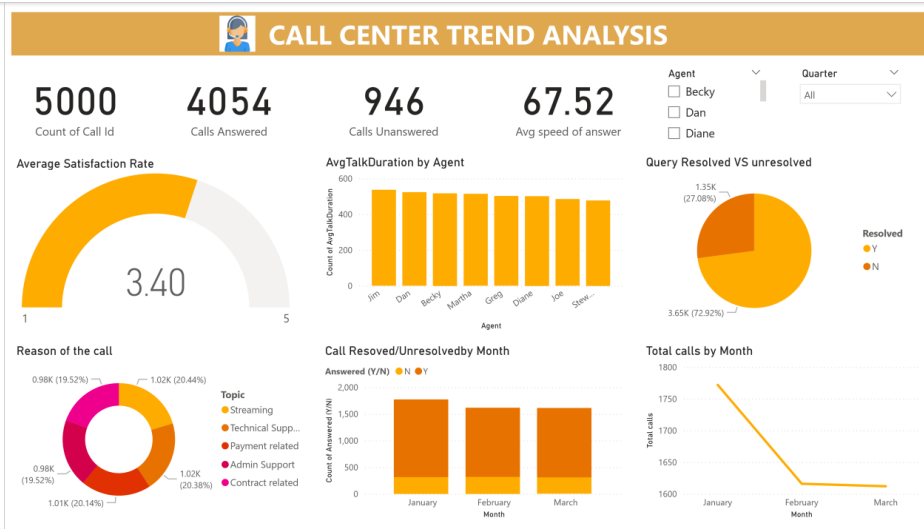 CALL CENTER TREND ANALYSIS
5000
Count of Call Id
4054
Calls Answered
946
Calls Unanswered
67.52
Avg speed of answer
Agent
Becky
Dan
Diane
Quarter
All
Average Satisfaction Rate
3.40
1
5
AvgTalkDuration by Agent
Count of AvgTalkDuration
600
400
200
0
Jim
Dan
Becky
Martha
Greg
Diane
Joe
Stew...
Agent
Query Resolved VS unresolved
1.35K
(27.08%)
3.65K (72.92%)
Resolved
Y
N
Reason of the call
0.98K (19.52%)
1.02K (20.44%)
0.98K
(19.52%)
1.02K
(20.38%)
1.01K (20.14%)
Topic
Streaming
Technical Supp...
Payment related
Admin Support
Contract related
Call Resoved/Unresolvedby Month
Answered (Y/N) N Y
Count of Answered (Y/N)
2,000
1,500
1,000
500
0
January
February
March
Month
Total calls by Month
Total calls
1800
1750
1700
1650
1600
January
February
March
Month